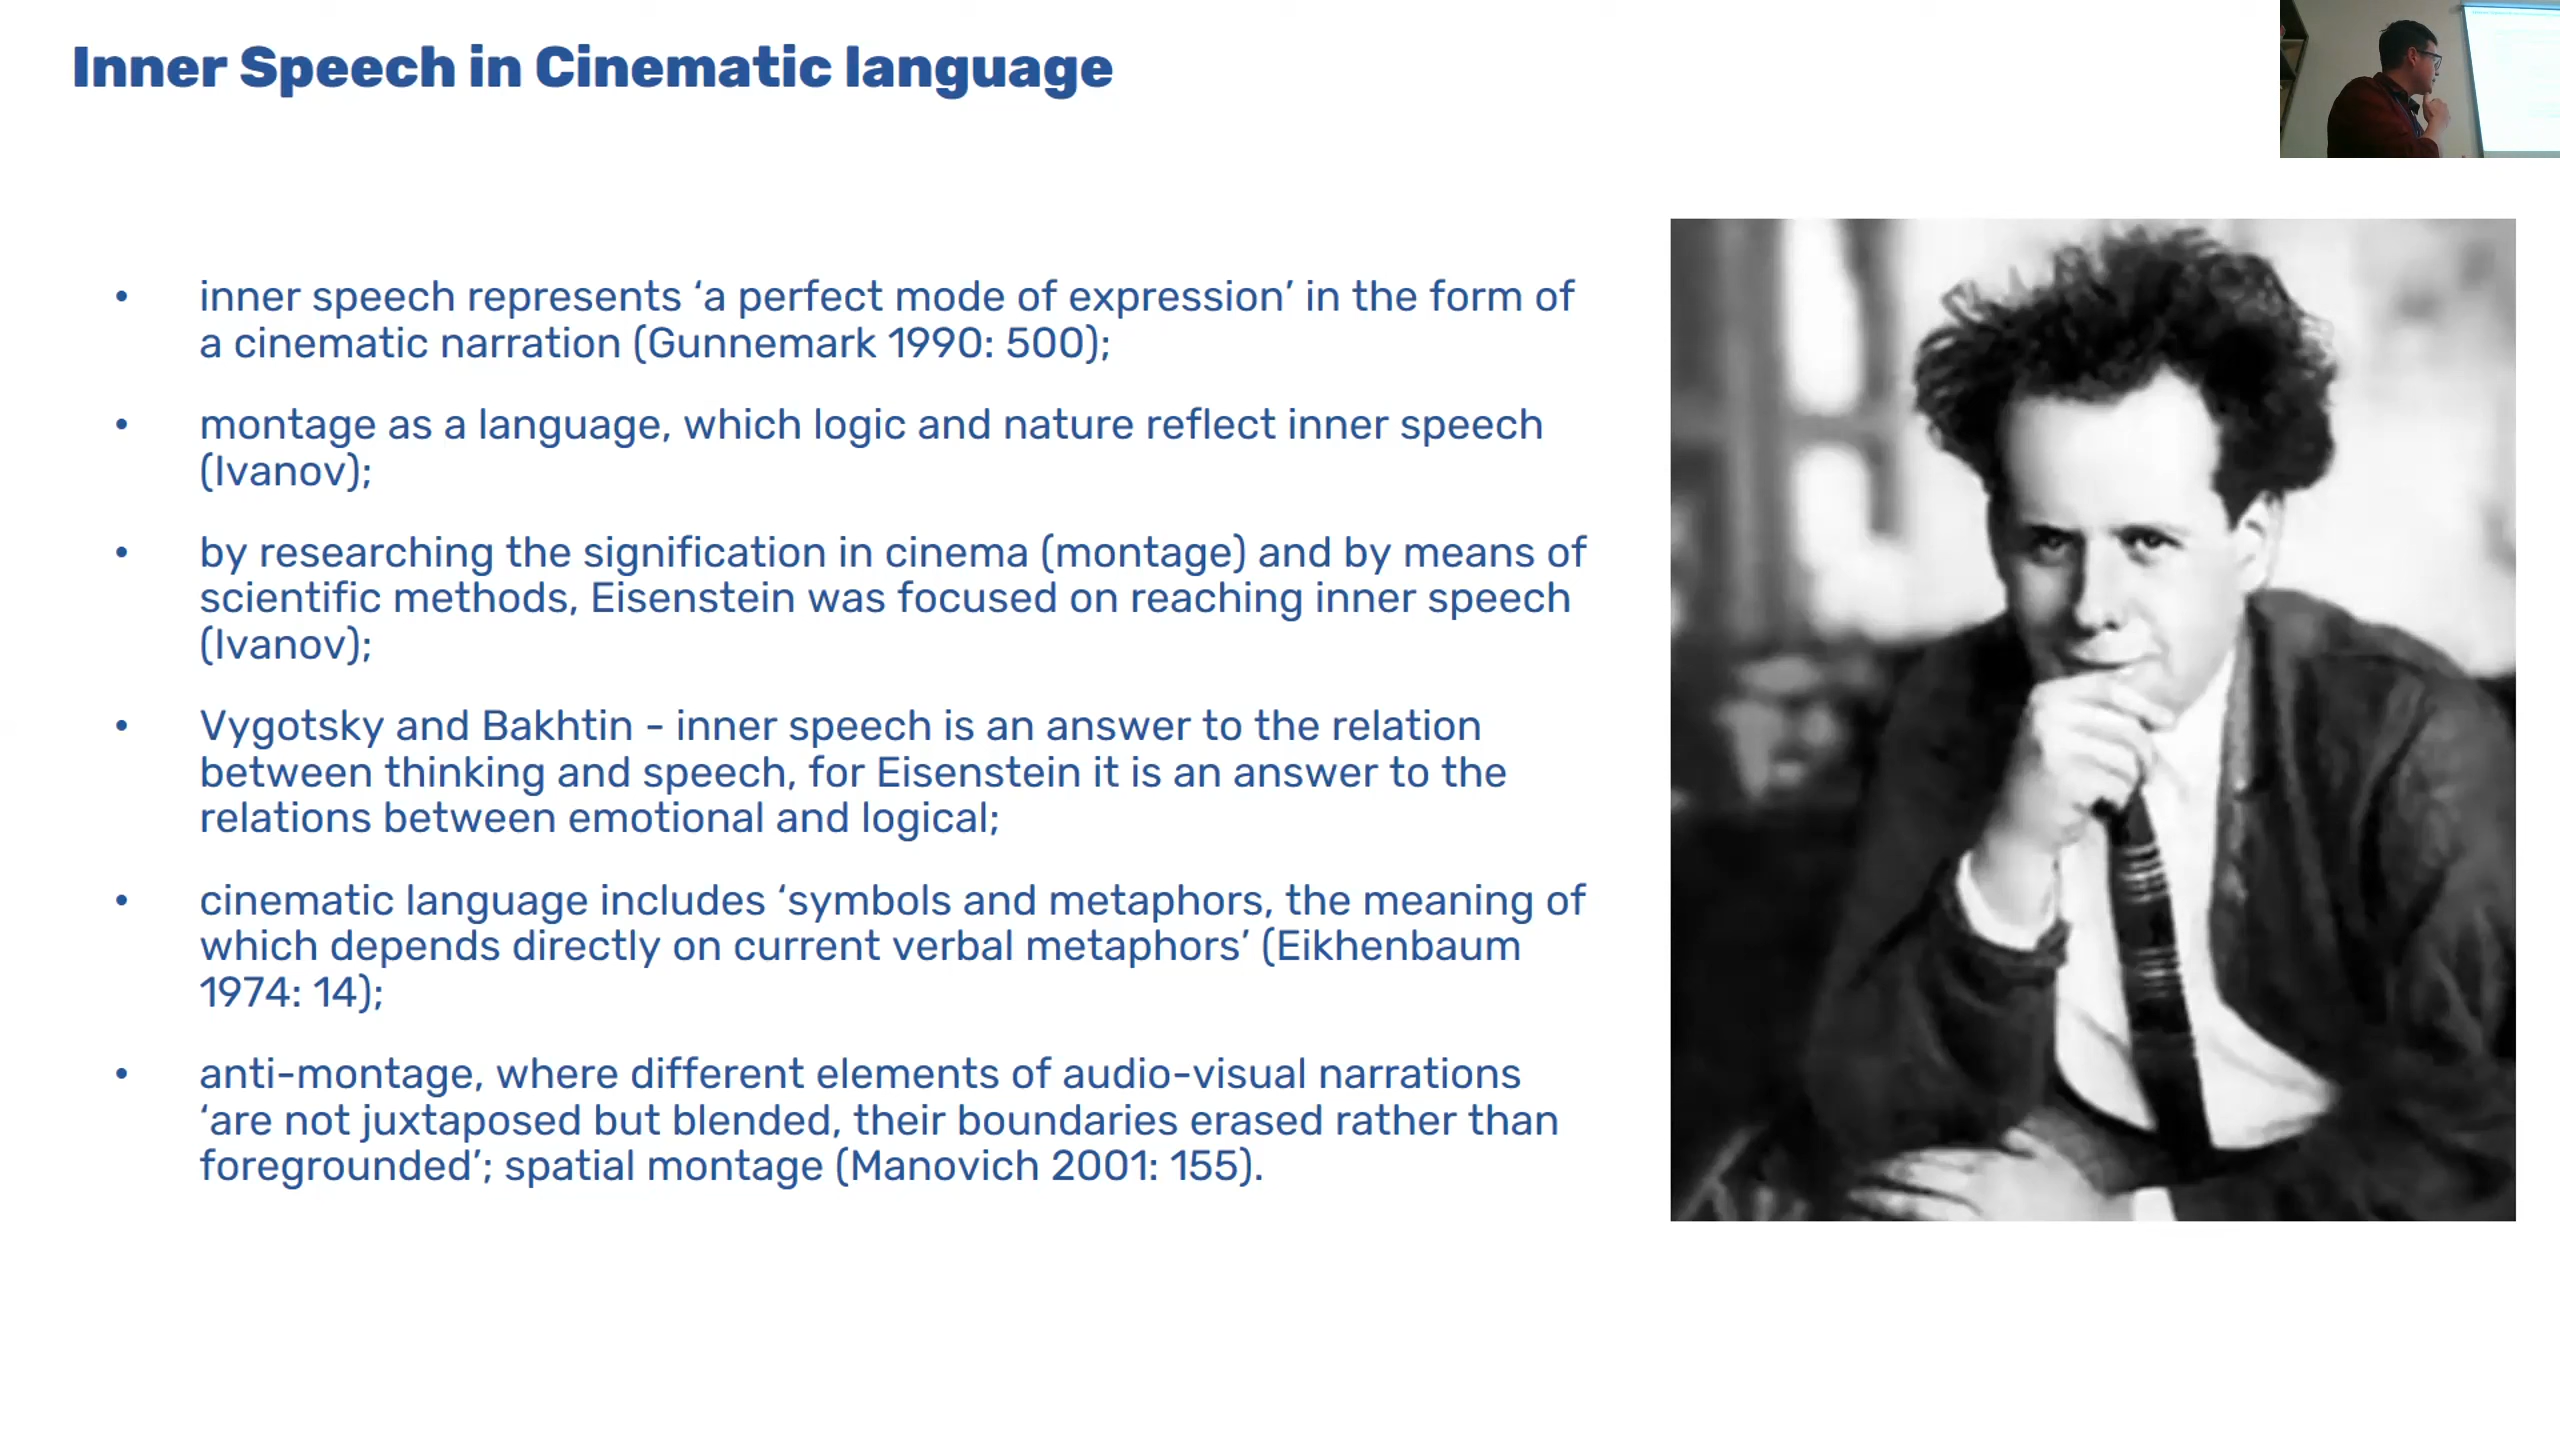 Inner Speech in Cinematic language
• inner speech represents ‘a perfect mode of expression’ in the form of
a cinematic narration (Gunnemark 1990: 500);
• montage as a language, which logic and nature reflect inner speech
(Ivanov);
• by researching the signification in cinema (montage) and by means of
scientific methods, Eisenstein was focused on reaching inner speech
(Ivanov);
• Vygotsky and Bakhtin - inner speech is an answer to the relation
between thinking and speech, for Eisenstein it is an answer to the
relations between emotional and logical;
• cinematic language includes ‘symbols and metaphors, the meaning of
which depends directly on current verbal metaphors’ (Eikhenbaum
1974: 14);
• anti-montage, where different elements of audio-visual narrations
‘are not juxtaposed but blended, their boundaries erased rather than
foregrounded’; spatial montage (Manovich 2001: 155).